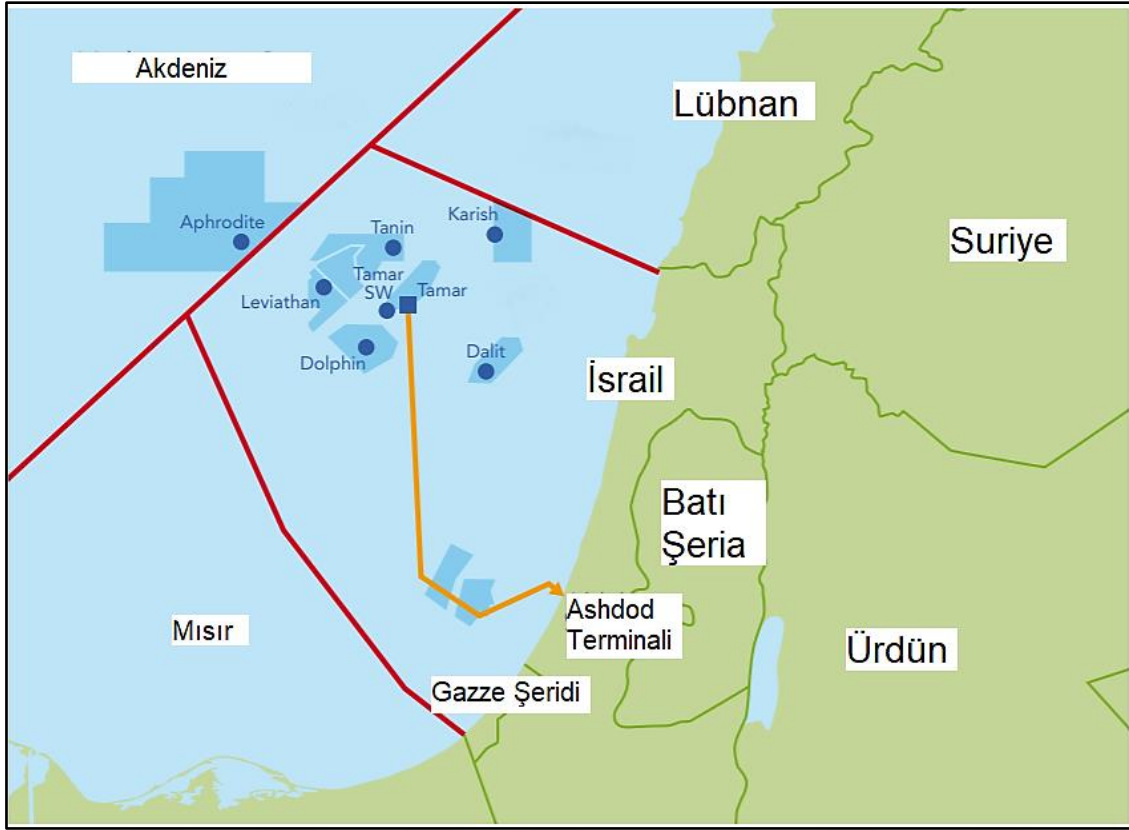 Akdeniz
Lübnan
Aphrodite
Karish
Tanin
Suriye
Tamar
SW
Tamar
Leviathan
Dolphin
Dalit
İsrail
Batı
Şeria
Ashdod
Terminali
Mısır
Ürdün
Gazze Şeridi